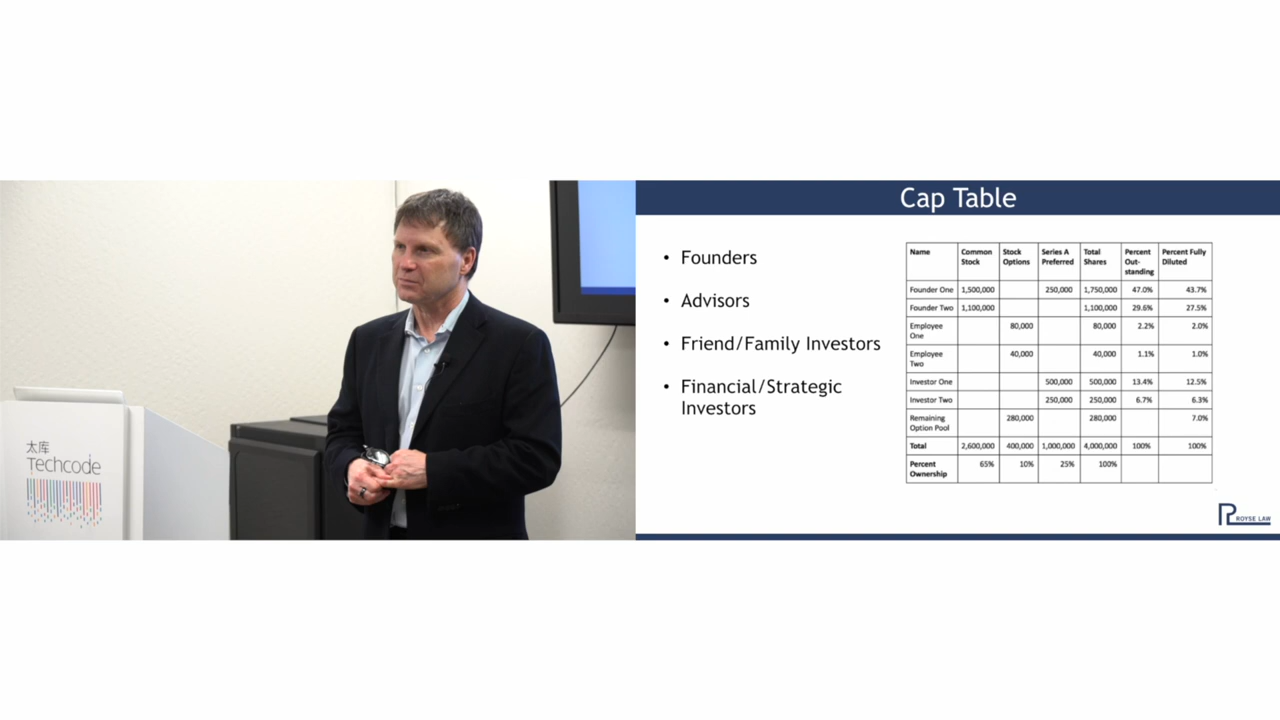 太库
Techcode
Cap Table
• Founders
• Advisors
• Friend/Family Investors
• Financial/Strategic
Investors
Name Common Stock Stock Options Series A Preferred Total Shares Percent Out-standing Percent Fully Diluted
Founder One 1,500,000 250,000 1,750,000 47.0% 43.7%
Founder Two 1,100,000 1,100,000 29.6% 27.5%
Employee One 80,000 80,000 2.2% 2.0%
Employee Two 40,000 40,000 1.1% 1.0%
Investor One 500,000 500,000 13.4% 12.5%
Investor Two 250,000 250,000 6.7% 6.3%
Remaining Option Pool 280,000 280,000 7.0%
Total 2,600,000 400,000 1,000,000 4,000,000 100% 100%
Percent Ownership 65% 10% 25% 100%
ROYSE LAW